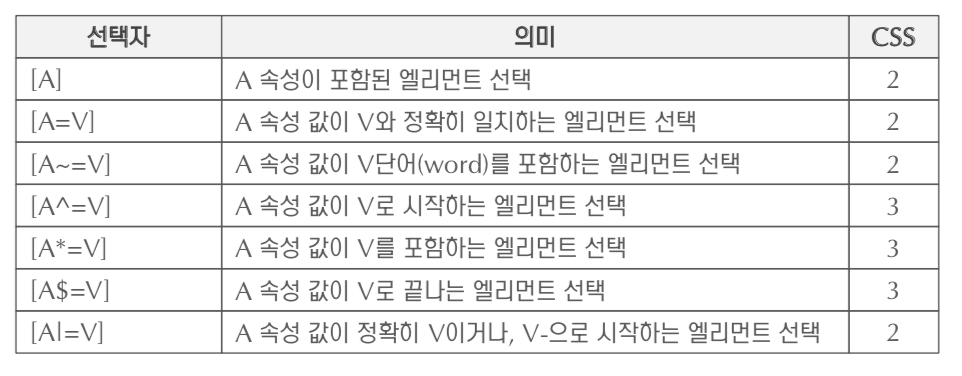 선택자 의미 CSS
[A] A 속성이 포함된 엘리먼트 선택 2
[A=V] A 속성 값이 V와 정확히 일치하는 엘리먼트 선택 2
[A~=V] A 속성 값이 V단어(word)를 포함하는 엘리먼트 선택 2
[A^=V] A 속성 값이 V로 시작하는 엘리먼트 선택 3
[A*=V] A 속성 값이 V를 포함하는 엘리먼트 선택 3
[A$=V] A 속성 값이 V로 끝나는 엘리먼트 선택 3
[A|=V] A 속성 값이 정확히 V이거나, V-으로 시작하는 엘리먼트 선택 2